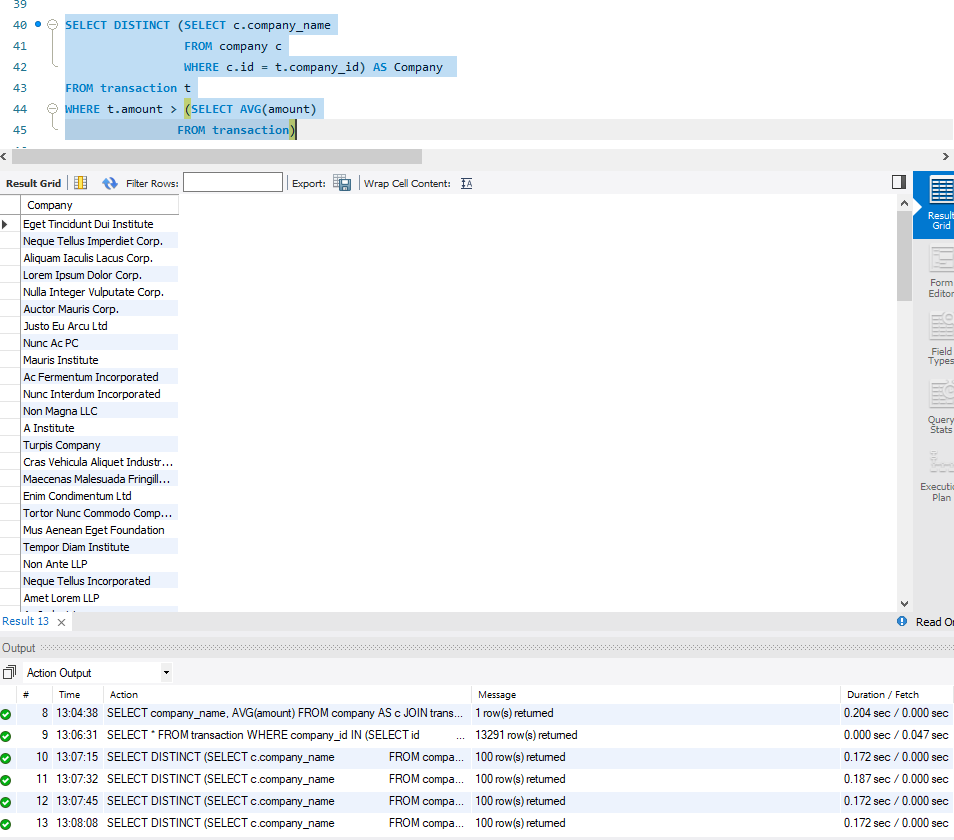 39
40 SELECT DISTINCT (SELECT c.company_name
41 FROM company c
42 WHERE c.id = t.company_id) AS Company
43 FROM transaction t
44 WHERE t.amount > (SELECT AVG(amount)
45 FROM transaction)
Result Grid Filter Rows: Export: Wrap Cell Content:
Company
Eget Tincidunt Dui Institute
Neque Tellus Imperdiet Corp.
Aliquam Iaculis Lacus Corp.
Lorem Ipsum Dolor Corp.
Nulla Integer Vulputate Corp.
Auctor Mauris Corp.
Justo Eu Arcu Ltd
Nunc Ac PC
Mauris Institute
Ac Fermentum Incorporated
Nunc Interdum Incorporated
Non Magna LLC
A Institute
Turpis Company
Cras Vehicula Aliquet Industr...
Maecenas Malesuada Fringill...
Enim Condimentum Ltd
Tortor Nunc Commodo Comp...
Mus Aenean Eget Foundation
Tempor Diam Institute
Non Ante LLP
Neque Tellus Incorporated
Amet Lorem LLP
Result
Grid
Form
Editor
Field
Types
Query
Stats
Executio
Plan
Result 13 Read On
Output
Action Output
# Time Action Message Duration / Fetch
8 13:04:38 SELECT company_name, AVG(amount) FROM company AS c JOIN trans... 1 row(s) returned 0.204 sec / 0.000 sec
9 13:06:31 SELECT * FROM transaction WHERE company_id IN (SELECT id ... 13291 row(s) returned 0.000 sec / 0.047 sec
10 13:07:15 SELECT DISTINCT (SELECT c.company_name FROM compa... 100 row(s) returned 0.172 sec / 0.000 sec
11 13:07:32 SELECT DISTINCT (SELECT c.company_name FROM compa... 100 row(s) returned 0.187 sec / 0.000 sec
12 13:07:45 SELECT DISTINCT (SELECT c.company_name FROM compa... 100 row(s) returned 0.172 sec / 0.000 sec
13 13:08:08 SELECT DISTINCT (SELECT c.company_name FROM compa... 100 row(s) returned 0.172 sec / 0.000 sec